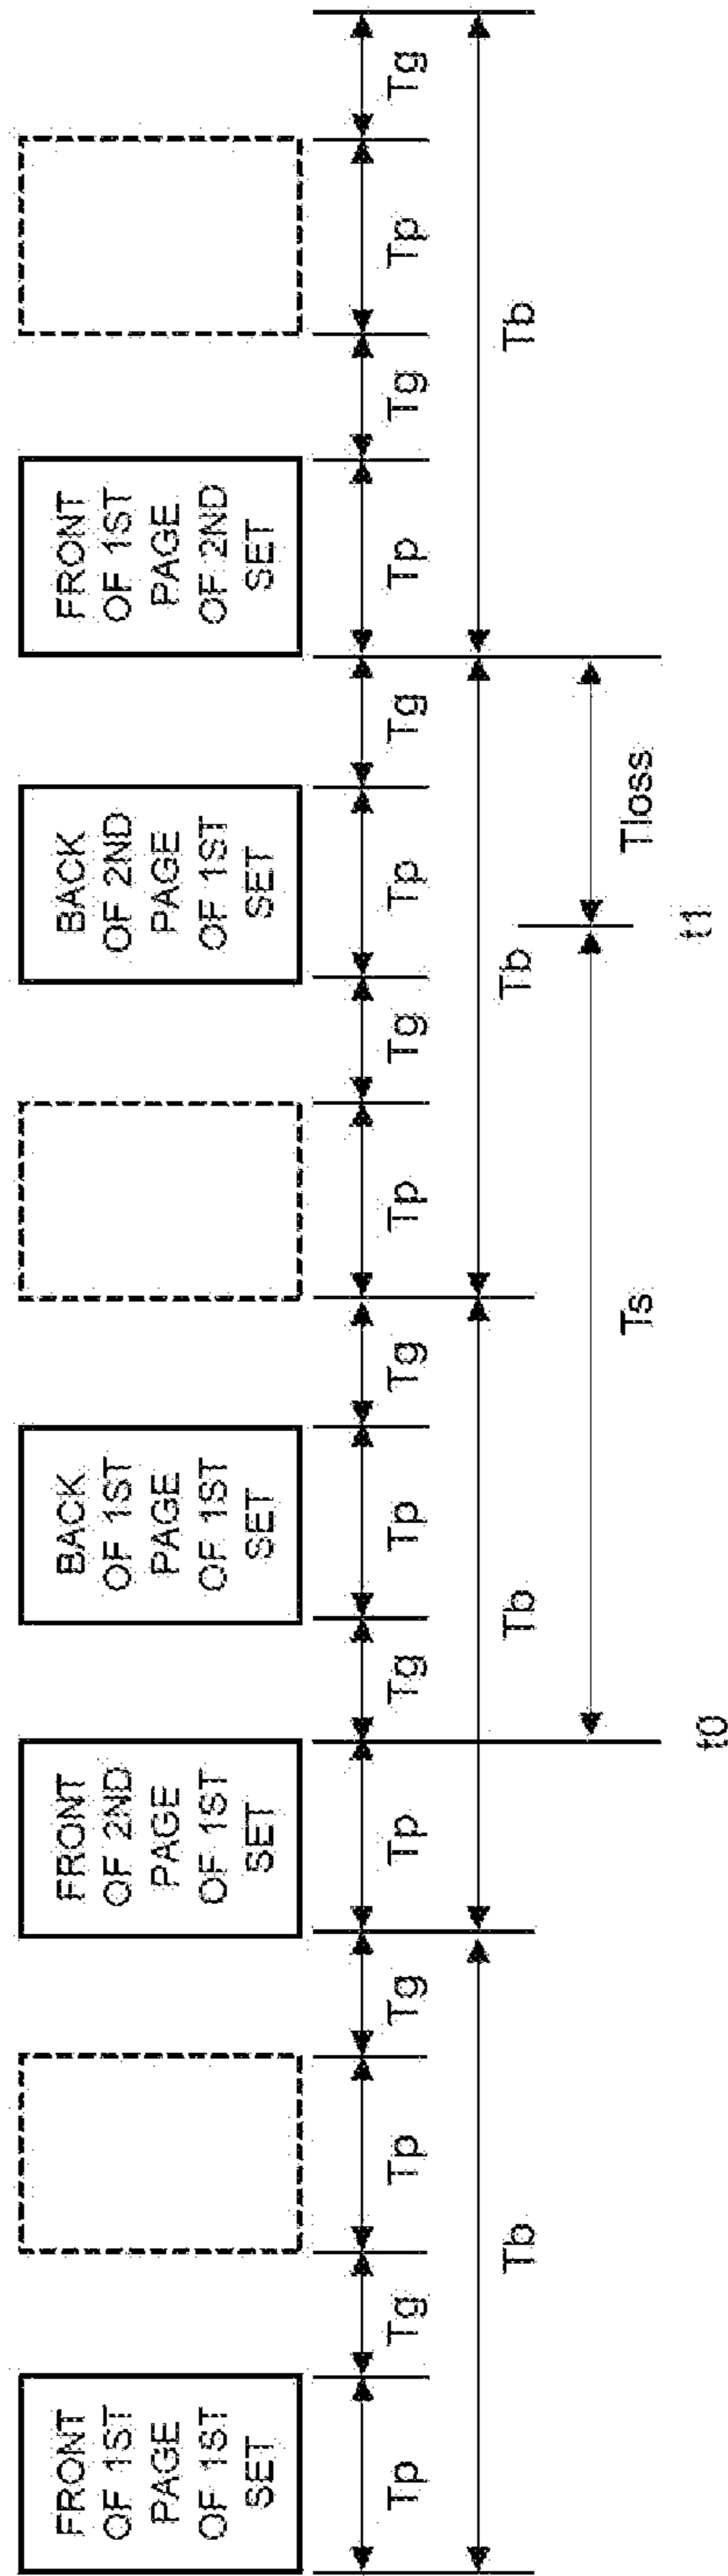 FRONT
OF 1ST
PAGE
OF 1ST
SET
FRONT
OF 2ND
PAGE
OF 1ST
SET
BACK
OF 1ST
PAGE
OF 1ST
SET
BACK
OF 2ND
PAGE
OF 1ST
SET
FRONT
OF 1ST
PAGE
OF 2ND
SET
Tp Tg Tp Tg Tp Tg Tp Tg Tp Tg Tp Tg Tp Tg Tp Tg
Tb Tb Tb Tb
Ts Tloss
t0 t1